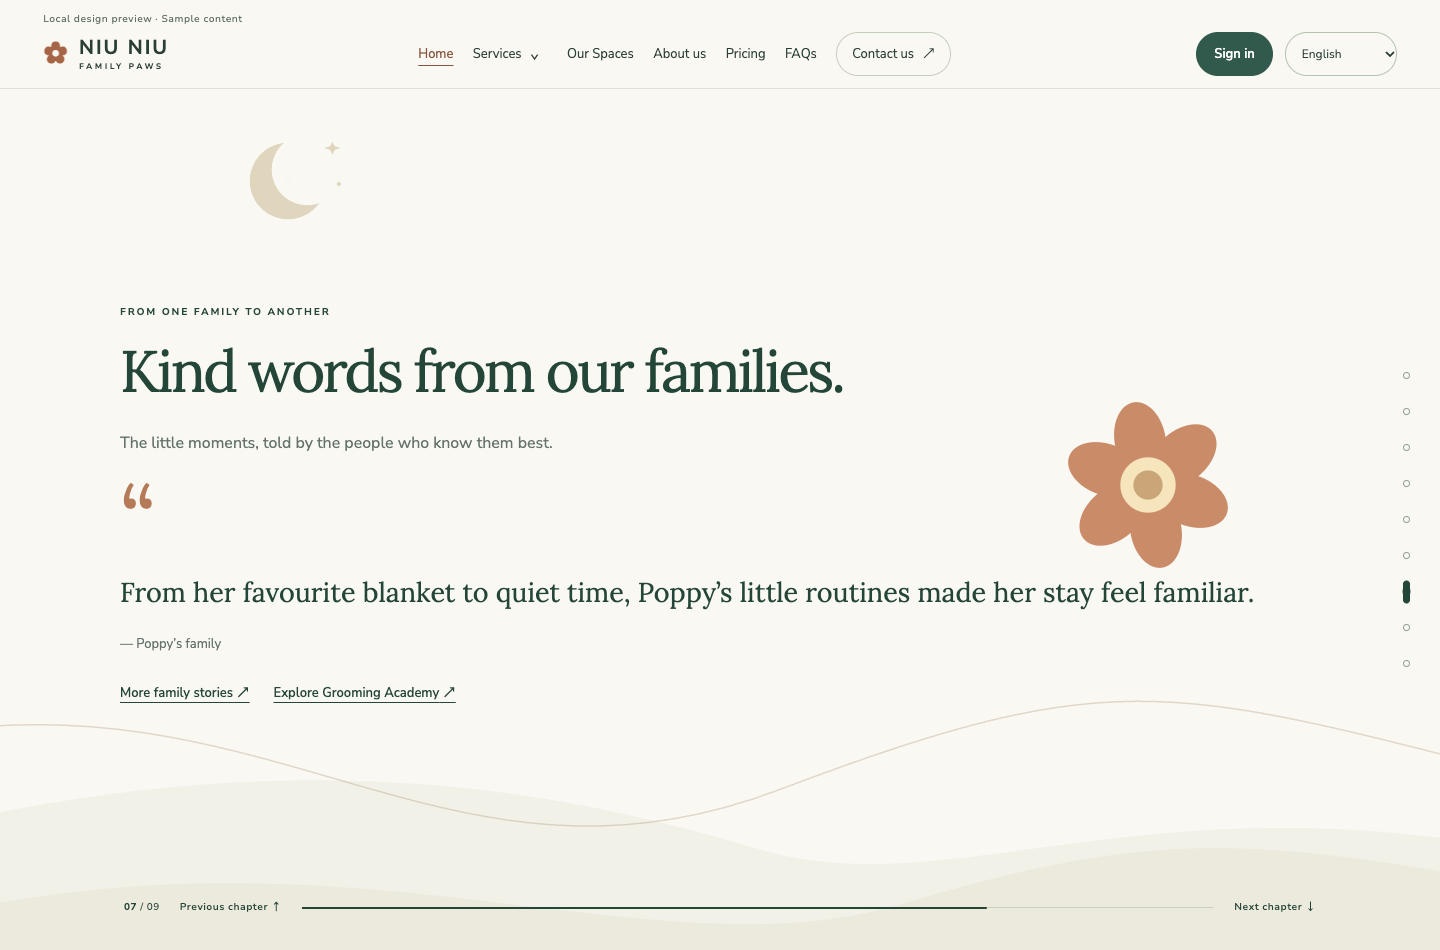 Local design preview · Sample content
NIU NIU
FAMILY PAWS
Home Services Our Spaces About us Pricing FAQs Contact us ↗
Sign in English
FROM ONE FAMILY TO ANOTHER
Kind words from our families.
The little moments, told by the people who know them best.
“
From her favourite blanket to quiet time, Poppy’s little routines made her stay feel familiar.
— Poppy’s family
More family stories ↗ Explore Grooming Academy ↗
07 / 09 Previous chapter ↑ Next chapter ↓